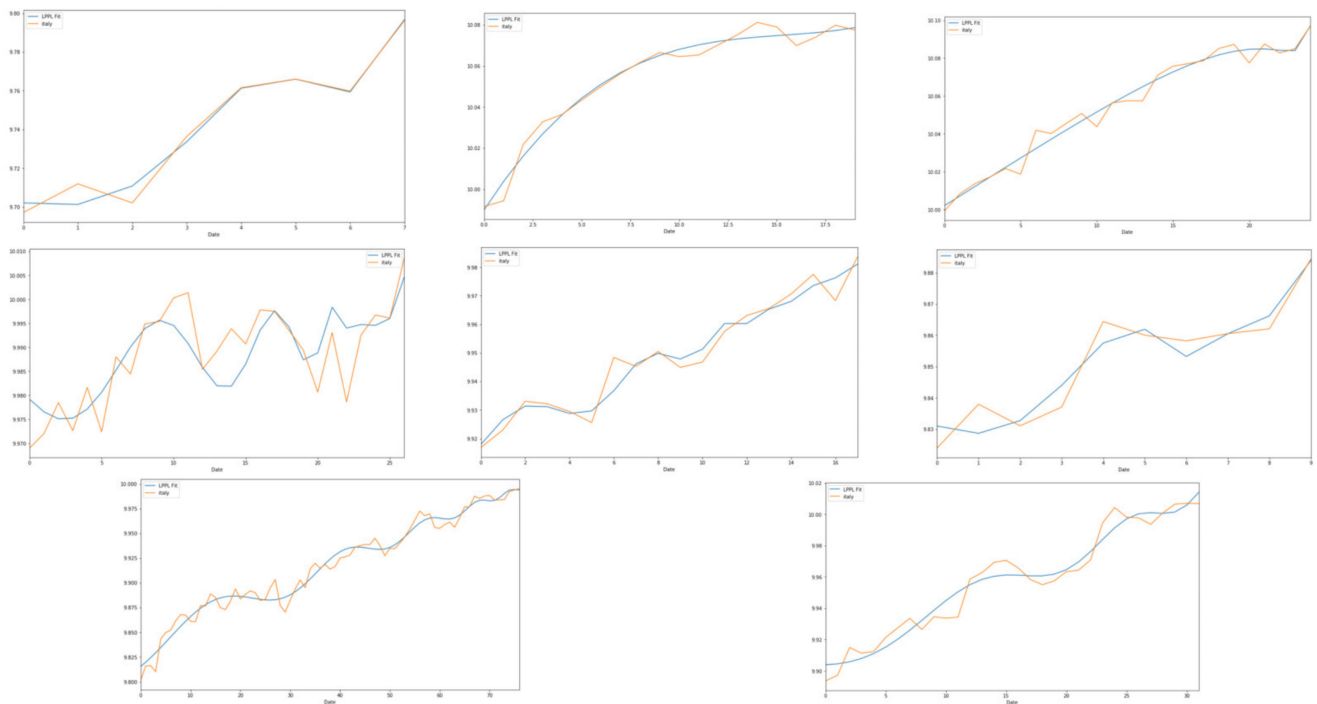 LPPL Fit
italy
9.80
9.78
9.76
9.74
9.72
9.70
0 1 2 3 4 5 6 7
Date
LPPL Fit
italy
10.08
10.06
10.04
10.02
10.00
0.0 2.5 5.0 7.5 10.0 12.5 15.0 17.5
Date
LPPL Fit
italy
10.10
10.08
10.06
10.04
10.02
10.00
0 5 10 15 20
Date
LPPL Fit
italy
10.010
10.005
10.000
9.995
9.990
9.985
9.980
9.975
9.970
0 5 10 15 20 25
Date
LPPL Fit
italy
9.98
9.97
9.96
9.95
9.94
9.93
9.92
0 2 4 6 8 10 12 14 16
Date
LPPL Fit
italy
9.88
9.87
9.86
9.85
9.84
9.83
0 1 2 3 4 5 6 7 8 9
Date
LPPL Fit
italy
10.000
9.975
9.950
9.925
9.900
9.875
9.850
9.825
9.800
0 10 20 30 40 50 60 70
Date
LPPL Fit
italy
10.02
10.00
9.98
9.96
9.94
9.92
9.90
0 5 10 15 20 25 30
Date